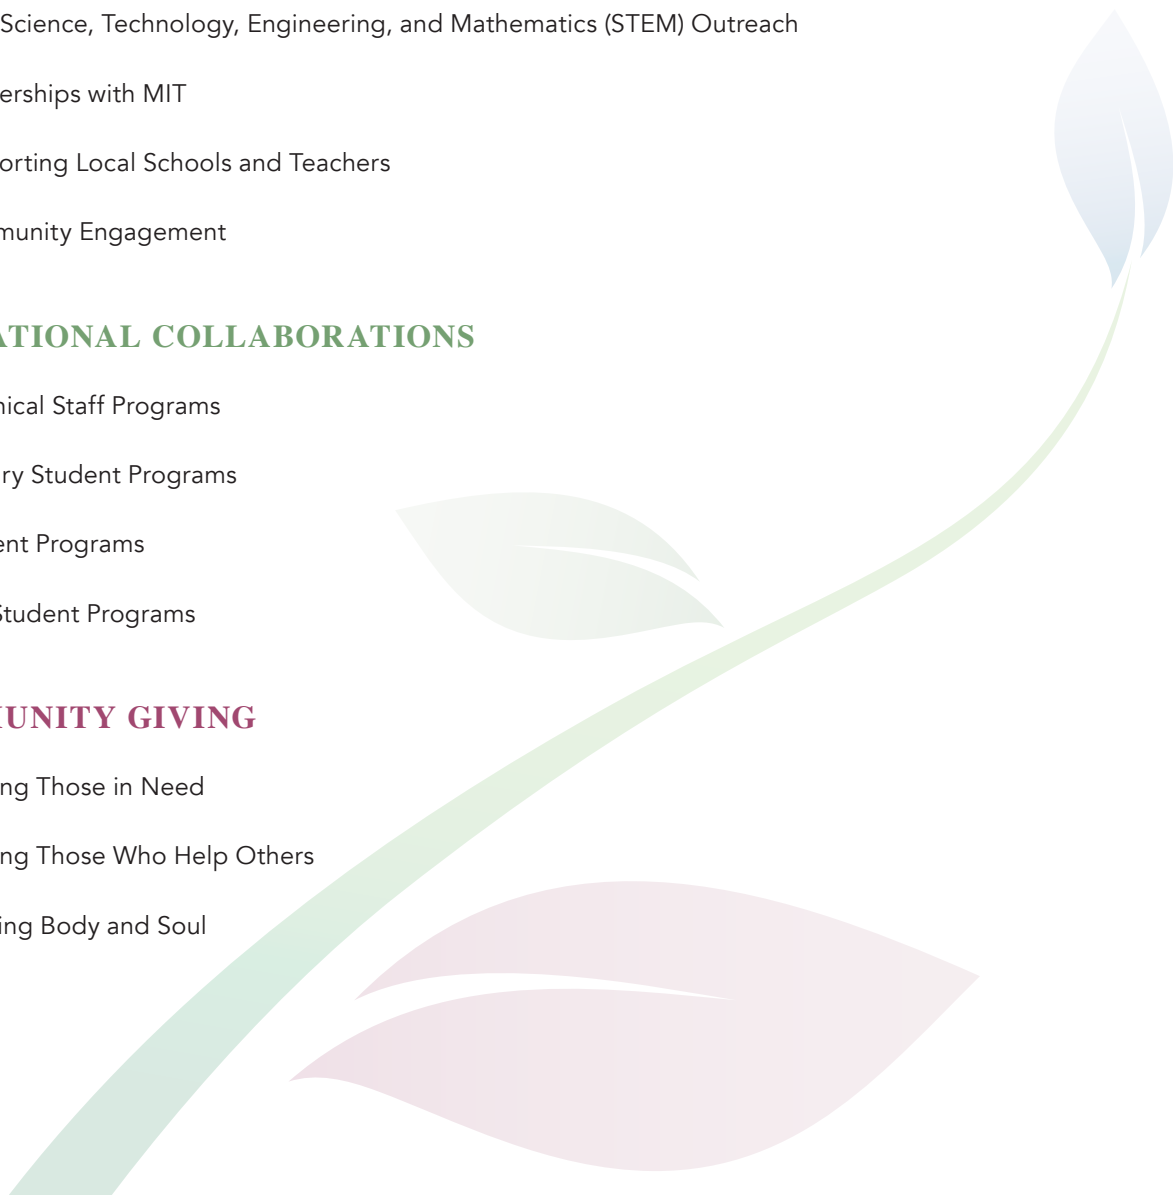 Science, Technology, Engineering, and Mathematics (STEM) Outreach
erships with MIT
orting Local Schools and Teachers
munity Engagement
ATIONAL COLLABORATIONS
nical Staff Programs
ry Student Programs
ent Programs
Student Programs
UNITY GIVING
ng Those in Need
ng Those Who Help Others
ing Body and Soul